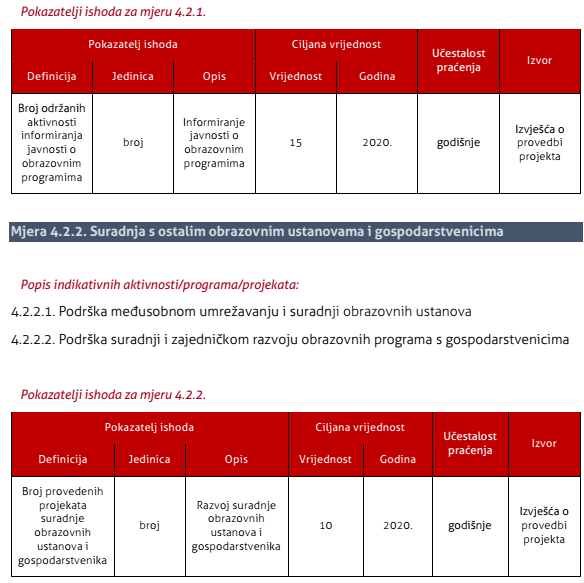 Pokazatelji ishoda za mjeru 4.2.1.
Pokazatelj ishoda
Ciljana vrijednost
Učestalost
praćenja
Izvor
Definicija
Jedinica
Opis
Vrijednost
Godina
Broj održanih
aktivnosti
informiranja
javnosti o
obrazovnim
programima
broj
Informiranje
javnosti o
obrazovnim
programima
15
2020.
godišnje
Izvješća o
provedbi
projekta
Mjera 4.2.2. Suradnja s ostalim obrazovnim ustanovama i gospodarstvenicima
Popis indikativnih aktivnosti/programa/projekata:
4.2.2.1. Podrška međusobnom umrežavanju i suradnji obrazovnih ustanova
4.2.2.2. Podrška suradnji i zajedničkom razvoju obrazovnih programa s gospodarstvenicima
Pokazatelji ishoda za mjeru 4.2.2.
Pokazatelj ishoda
Ciljana vrijednost
Učestalost
praćenja
Izvor
Definicija
Jedinica
Opis
Vrijednost
Godina
Broj provedenih
projekata
suradnje
obrazovnih
ustanova i
gospodarstvenika
broj
Razvoj suradnje
obrazovnih
ustanova i
gospodarstvenika
10
2020.
godišnje
Izvješća o
provedbi
projekta